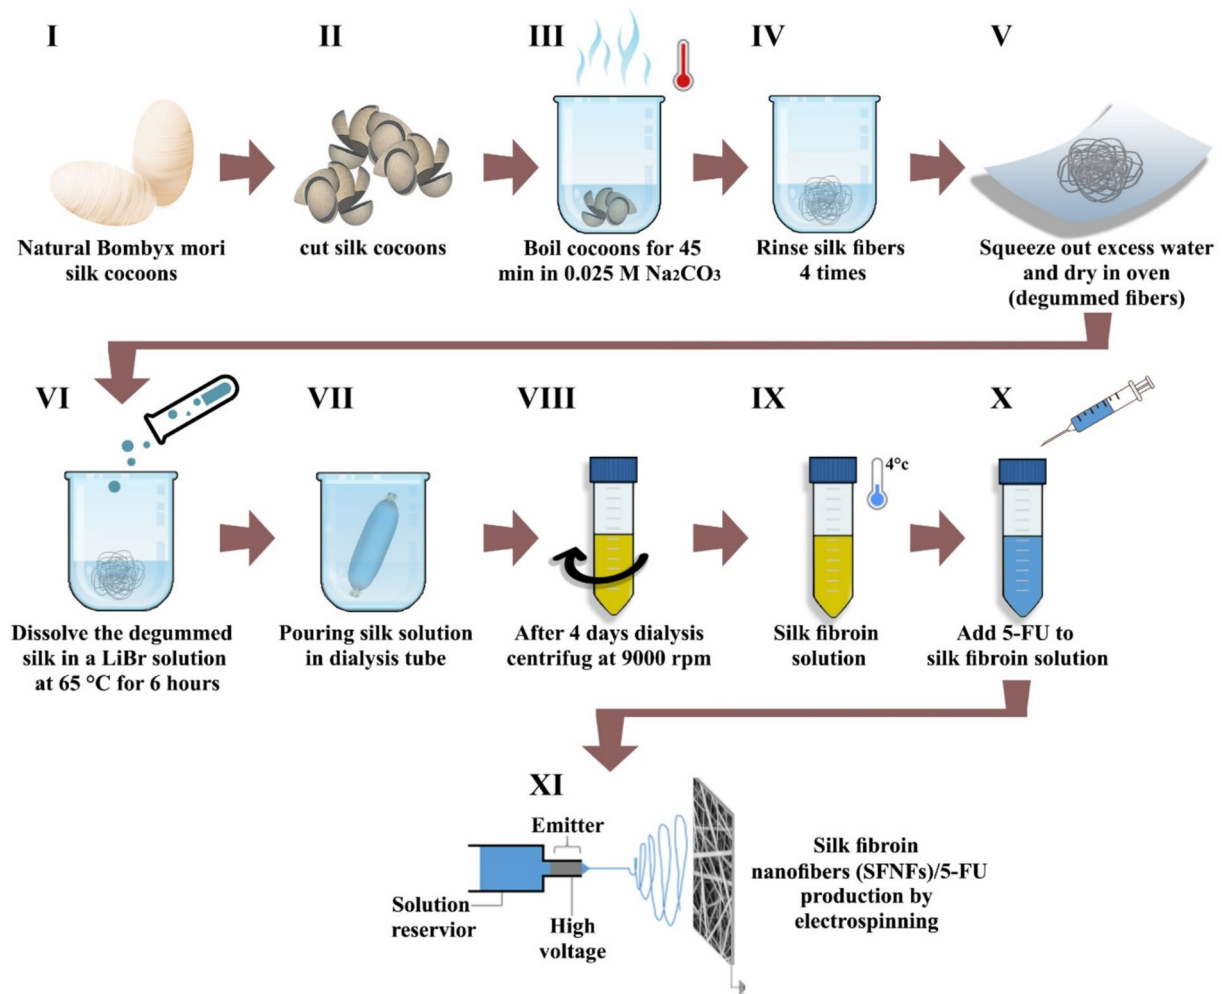 I
II
III
IV
V
Natural Bombyx mori
silk cocoons
cut silk cocoons
Boil cocoons for 45
min in 0.025 M Na₂CO₃
Rinse silk fibers
4 times
Squeeze out excess water
and dry in oven
(degummed fibers)
VI
VII
VIII
IX
X
4°c
Dissolve the degummed
silk in a LiBr solution
at 65 °C for 6 hours
Pouring silk solution
in dialysis tube
After 4 days dialysis
centrifug at 9000 rpm
Silk fibroin
solution
Add 5-FU to
silk fibroin solution
XI
Emitter
Solution
reservior
High
voltage
Silk fibroin
nanofibers (SFNFs)/5-FU
production by
electrospinning